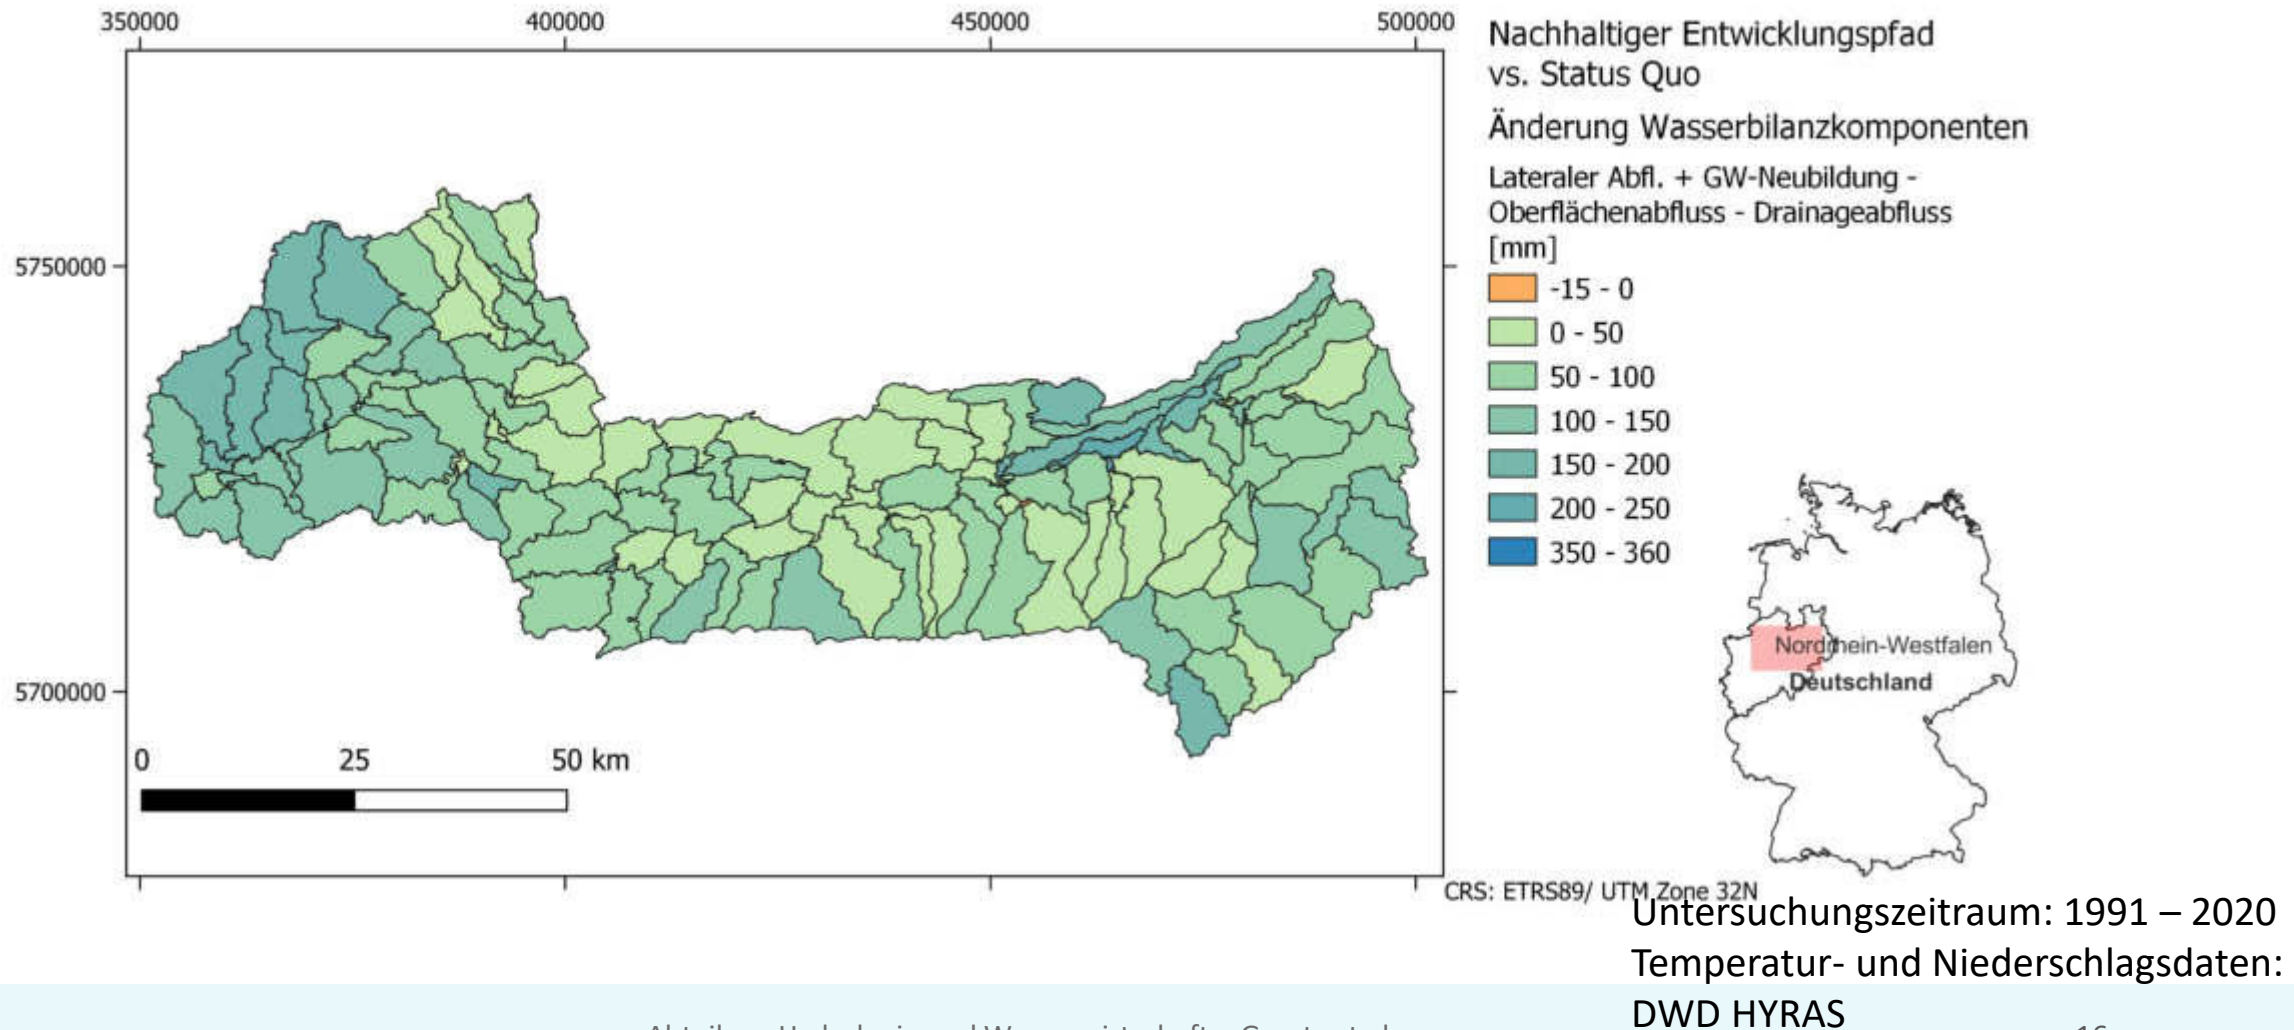 350000
400000
450000
500000
5750000
5700000
0
25
50 km
Nachhaltiger Entwicklungspfad
vs. Status Quo
Änderung Wasserbilanzkomponenten
Lateraler Abfl. + GW-Neubildung -
Oberflächenabfluss - Drainageabfluss
[mm]
-15 - 0
0 - 50
50 - 100
100 - 150
150 - 200
200 - 250
350 - 360
Nordrhein-Westfalen
Deutschland
CRS: ETRS89/ UTM Zone 32N
Untersuchungszeitraum: 1991 – 2020
Temperatur- und Niederschlagsdaten:
DWD HYRAS